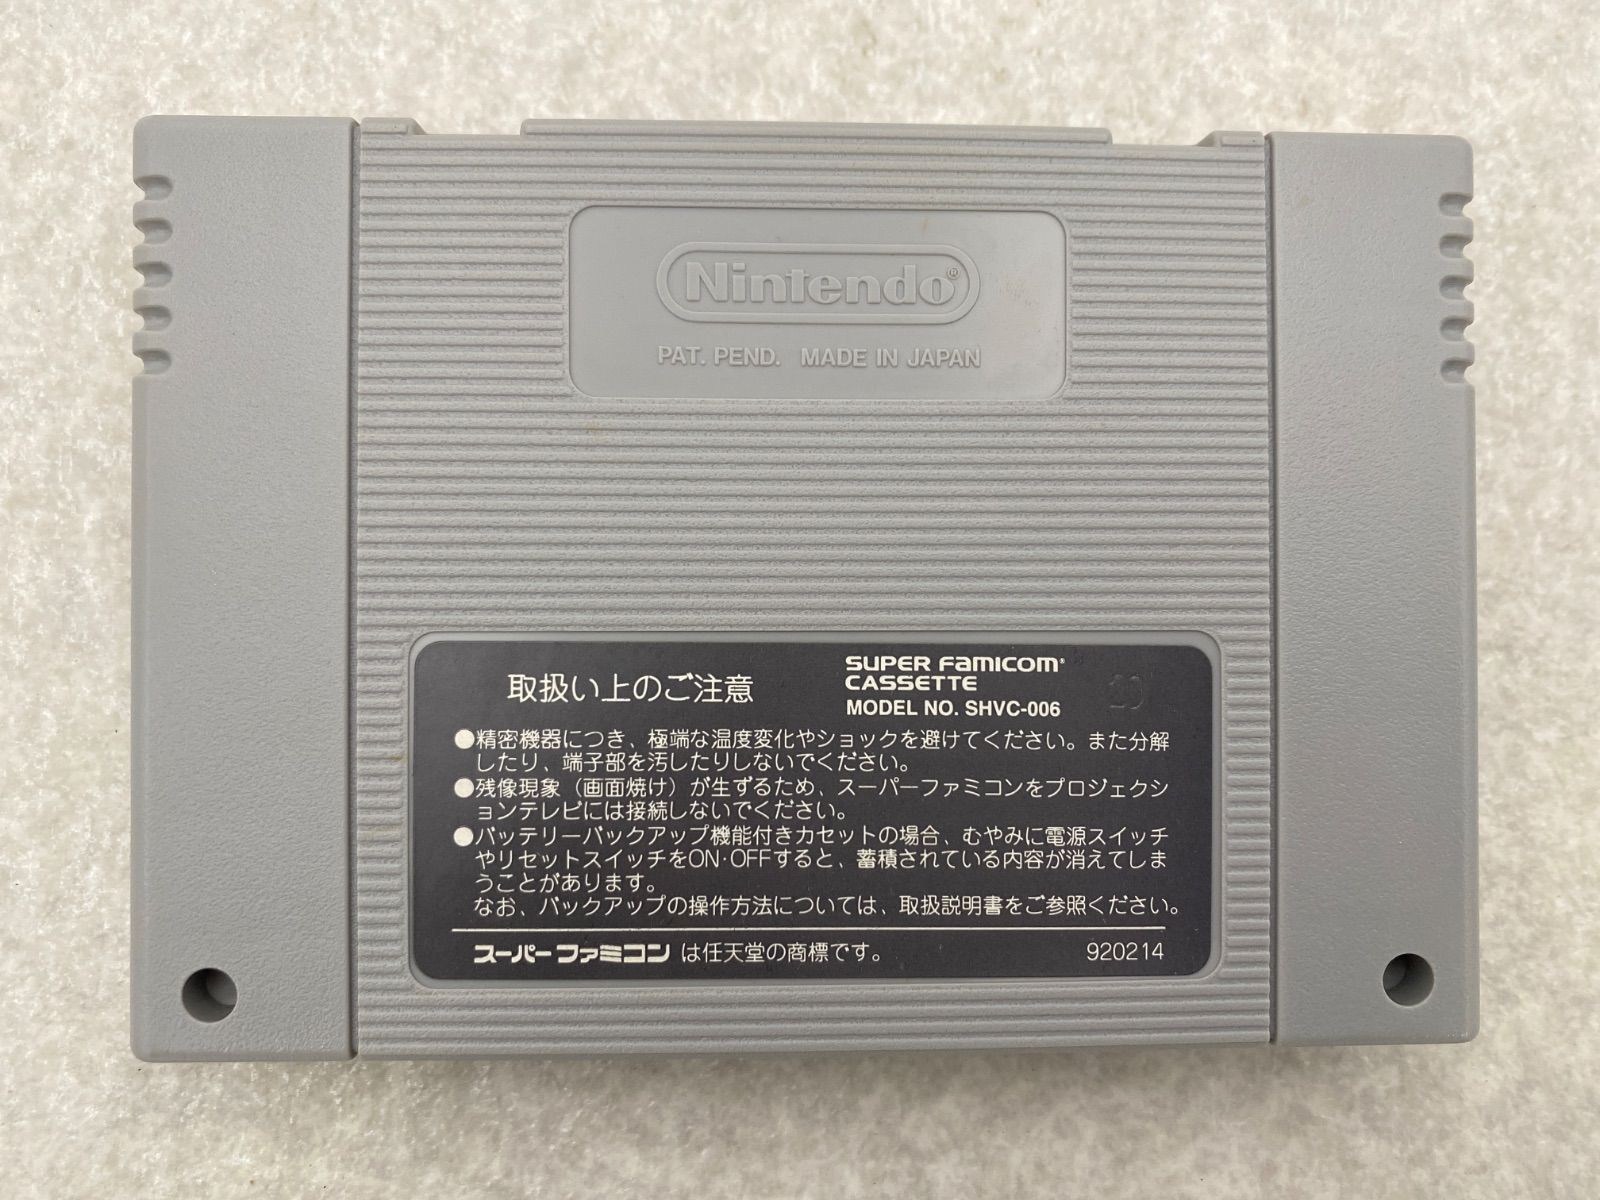 Nintendo®
PAT. PEND. MADE IN JAPAN
取扱い上のご注意
SUPER FAMICOM®
CASSETTE
MODEL NO. SHVC-006
●精密機器につき、極端な温度変化やショックを避けてください。また分解
したり、端子部を汚したりしないでください。
●残像現象（画面焼け）が生ずるため、スーパーファミコンをプロジェクシ
ョンテレビには接続しないでください。
●バッテリーバックアップ機能付きカセットの場合、むやみに電源スイッチ
やリセットスイッチをON·OFFすると、蓄積されている内容が消えてしま
うことがあります。
なお、バックアップの操作方法については、取扱説明書をご参照ください。
スーパーファミコン は任天堂の商標です。
920214